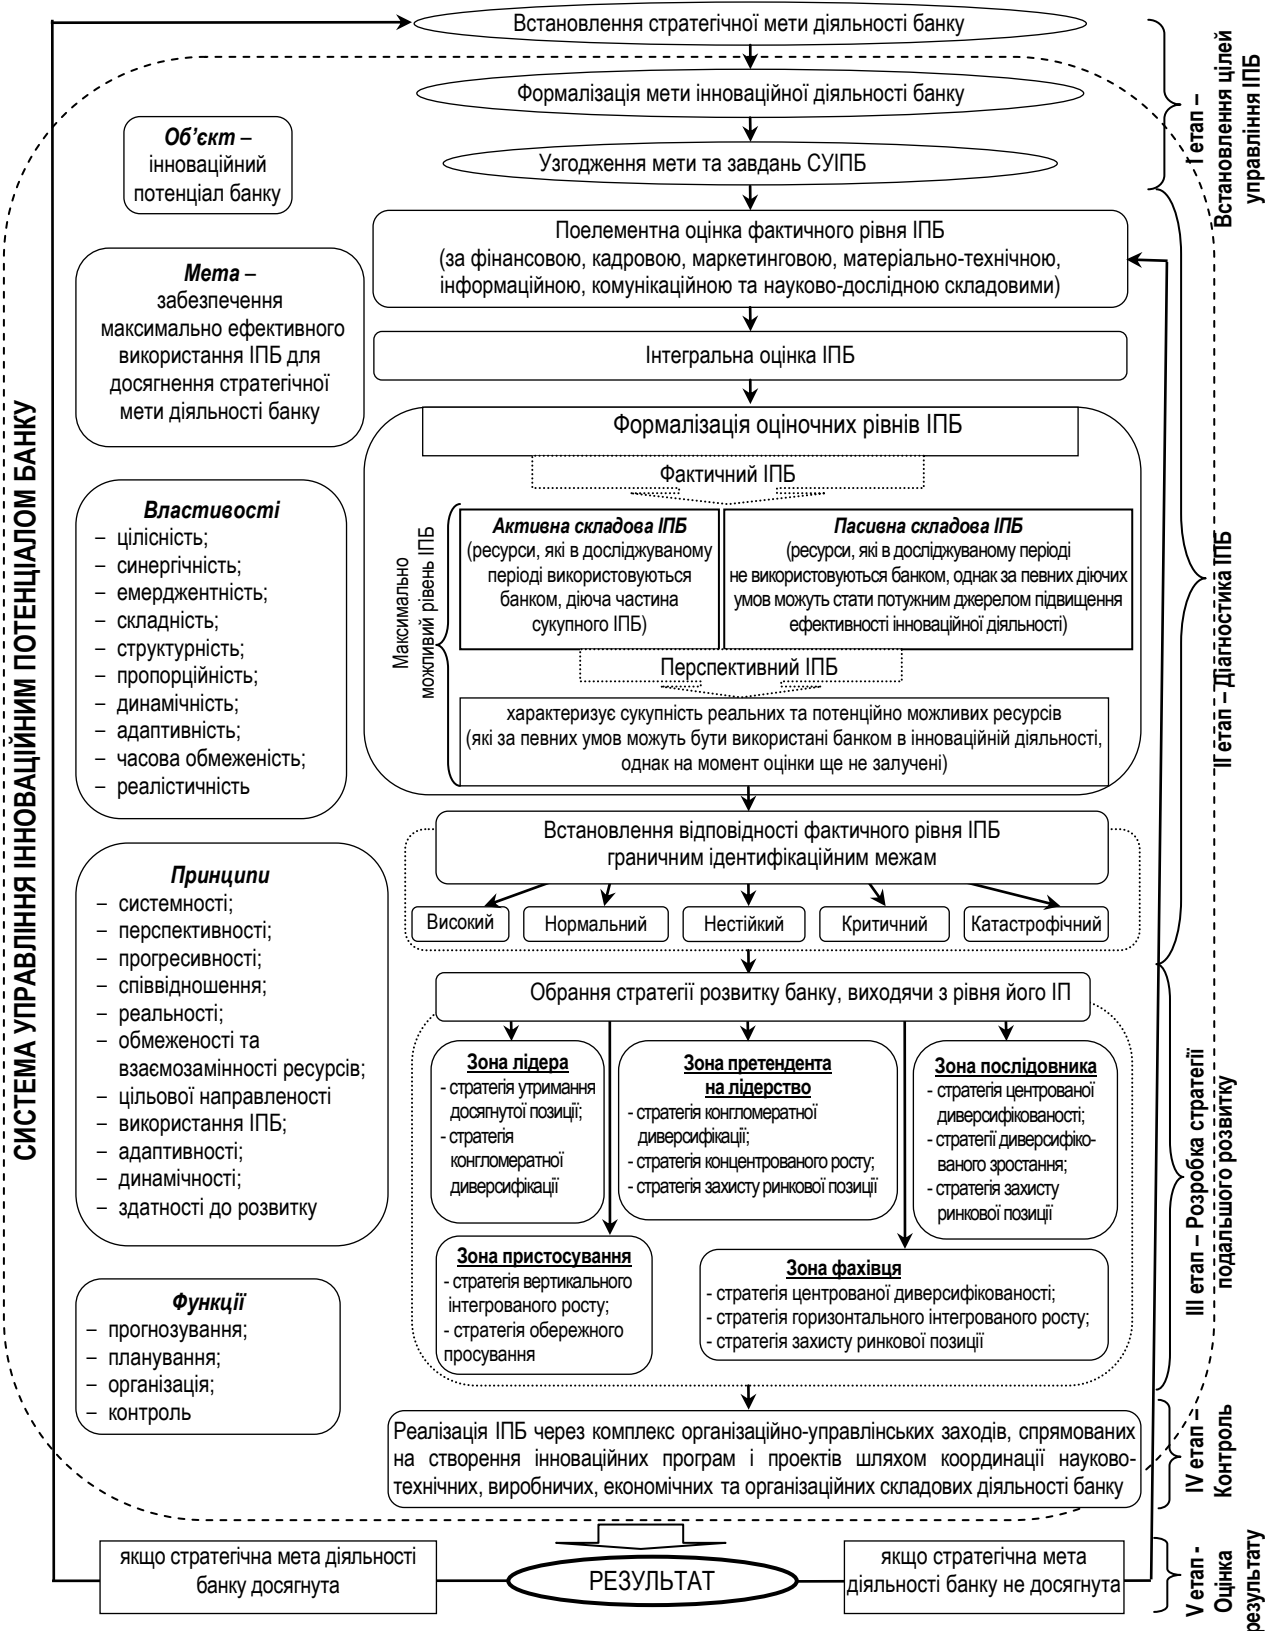 СИСТЕМА УПРАВЛІННЯ ІННОВАЦІЙНИМ ПОТЕНЦІАЛОМ БАНКУ
Встановлення стратегічної мети діяльності банку
Формалізація мети інноваційної діяльності банку
Узгодження мети та завдань СУІПБ
Об’єкт –
інноваційний
потенціал банку
Мета –
забезпечення
максимально ефективного
використання ІПБ для
досягнення стратегічної
мети діяльності банку
Властивості
– цілісність;
– синергічність;
– емерджентність;
– складність;
– структурність;
– пропорційність;
– динамічність;
– адаптивність;
– часова обмеженість;
– реалістичність
Принципи
– системності;
– перспективності;
– прогресивності;
– співвідношення;
– реальності;
– обмеженості та
взаємозамінності ресурсів;
– цільової направленості
– використання ІПБ;
– адаптивності;
– динамічності;
– здатності до розвитку
Функції
– прогнозування;
– планування;
– організація;
– контроль
Поелементна оцінка фактичного рівня ІПБ
(за фінансовою, кадровою, маркетинговою, матеріально-технічною,
інформаційною, комунікаційною та науково-дослідною складовими)
Інтегральна оцінка ІПБ
Формалізація оціночних рівнів ІПБ
Фактичний ІПБ
Максимально
можливий рівень ІПБ
Активна складова ІПБ
(ресурси, які в досліджуваному
періоді використовуються
банком, діюча частина
сукупного ІПБ)
Пасивна складова ІПБ
(ресурси, які в досліджуваному періоді
не використовуються банком, однак за певних діючих
умов можуть стати потужним джерелом підвищення
ефективності інноваційної діяльності)
Перспективний ІПБ
характеризує сукупність реальних та потенційно можливих ресурсів
(які за певних умов можуть бути використані банком в інноваційній діяльності,
однак на момент оцінки ще не залучені)
Встановлення відповідності фактичного рівня ІПБ
граничним ідентифікаційним межам
Високий
Нормальний
Нестійкий
Критичний
Катастрофічний
Обрання стратегії розвитку банку, виходячи з рівня його ІП
Зона лідера
- стратегія утримання
досягнутої позиції;
- стратегія
конгломератної
диверсифікації
Зона претендента
на лідерство
- стратегія конгломератної
диверсифікації;
- стратегія концентрованого росту;
- стратегія захисту ринкової позиції
Зона послідовника
- стратегія центрованої
диверсифікованості;
- стратегії диверсифіко-
ваного зростання;
- стратегія захисту
ринкової позиції
Зона пристосування
- стратегія вертикального
інтегрованого росту;
- стратегія обережного
просування
Зона фахівця
- стратегія центрованої диверсифікованості;
- стратегія горизонтального інтегрованого росту;
- стратегія захисту ринкової позиції
Реалізація ІПБ через комплекс організаційно-управлінських заходів, спрямованих
на створення інноваційних програм і проектів шляхом координації науково-
технічних, виробничих, економічних та організаційних складових діяльності банку
якщо стратегічна мета діяльності
банку досягнута
РЕЗУЛЬТАТ
якщо стратегічна мета
діяльності банку не досягнута
І етап –
Встановлення цілей
управління ІПБ
ІІ етап – Діагностика ІПБ
ІІІ етап – Розробка стратегії
подальшого розвитку
IV етап –
Контроль
V етап -
Оцінка
результату